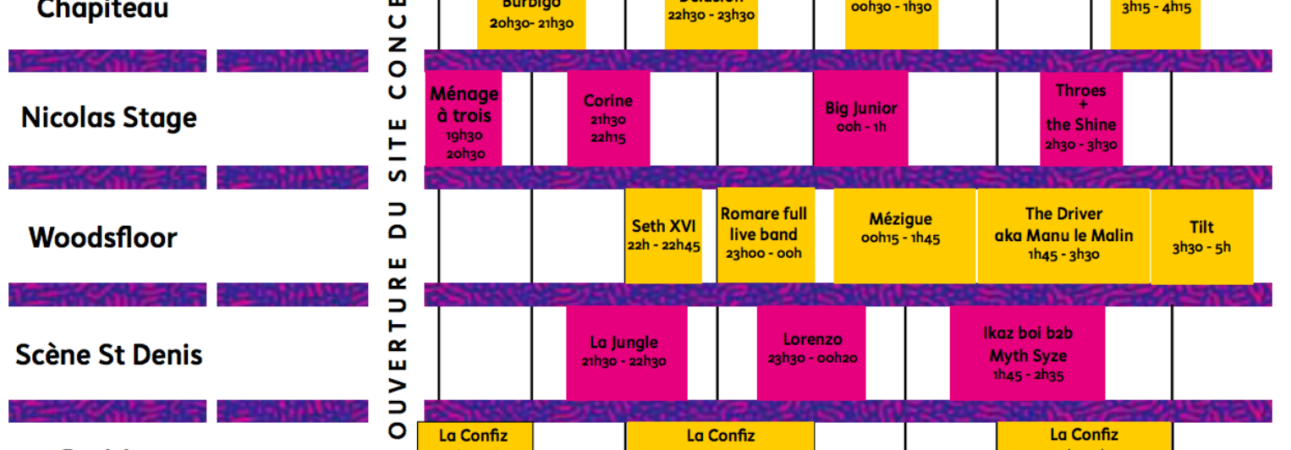 Chapiteau
Burbigo
20h30- 21h30
Delusion
22h30 - 23h30
00h30 - 1h30
3h15 - 4h15
OUVERTURE DU SITE CONCE
Nicolas Stage
Ménage
à trois
19h30
20h30
Corine
21h30
22h15
Big Junior
00h - 1h
Throes
+
the Shine
2h30 - 3h30
Woodsfloor
Seth XVI
22h - 22h45
Romare full
live band
23h00 - 00h
Mézigue
00h15 - 1h45
The Driver
aka Manu le Malin
1h45 - 3h30
Tilt
3h30 - 5h
Scène St Denis
La Jungle
21h30 - 22h30
Lorenzo
23h30 - 00h20
Ikaz boi b2b
Myth Syze
1h45 - 2h35
La Confiz
La Confiz
La Confiz